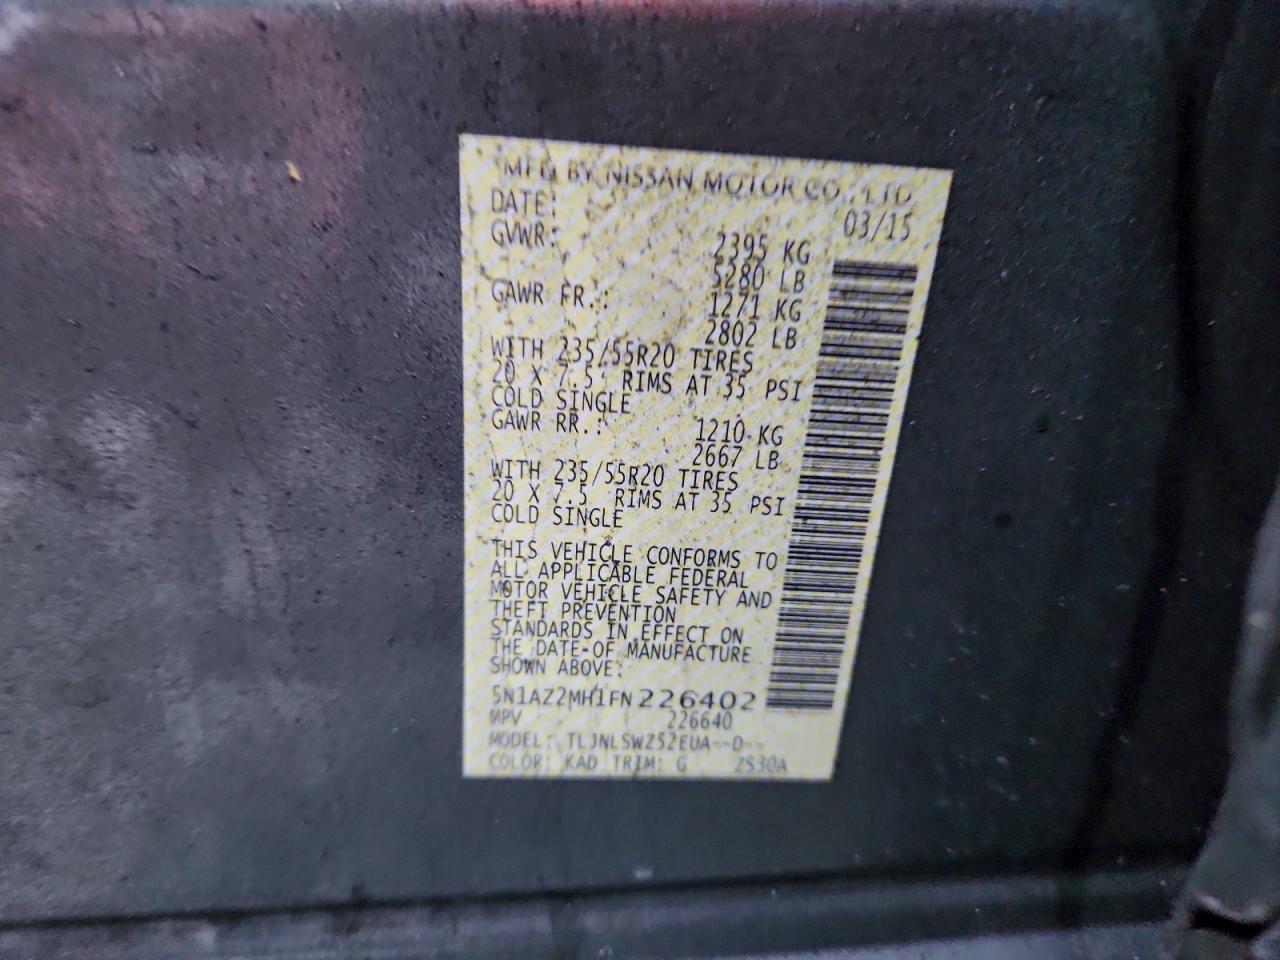 MFG BY NISSAN MOTOR CO., LTD
DATE: 03/15
GVWR: 2395 KG
5280 LB
GAWR FR.: 1271 KG
2802 LB
WITH 235/55R20 TIRES
20 X 7.5 RIMS AT 35 PSI
COLD SINGLE
GAWR RR.: 1210 KG
2667 LB
WITH 235/55R20 TIRES
20 X 7.5 RIMS AT 35 PSI
COLD SINGLE
THIS VEHICLE CONFORMS TO
ALL APPLICABLE FEDERAL
MOTOR VEHICLE SAFETY AND
THEFT PREVENTION
STANDARDS IN EFFECT ON
THE DATE OF MANUFACTURE
SHOWN ABOVE:
5N1AZ2MH1FN226402
MPV 226640
MODEL: TLJNLSWZ52EUA--D--
COLOR: KAD TRIM: G 2S30A